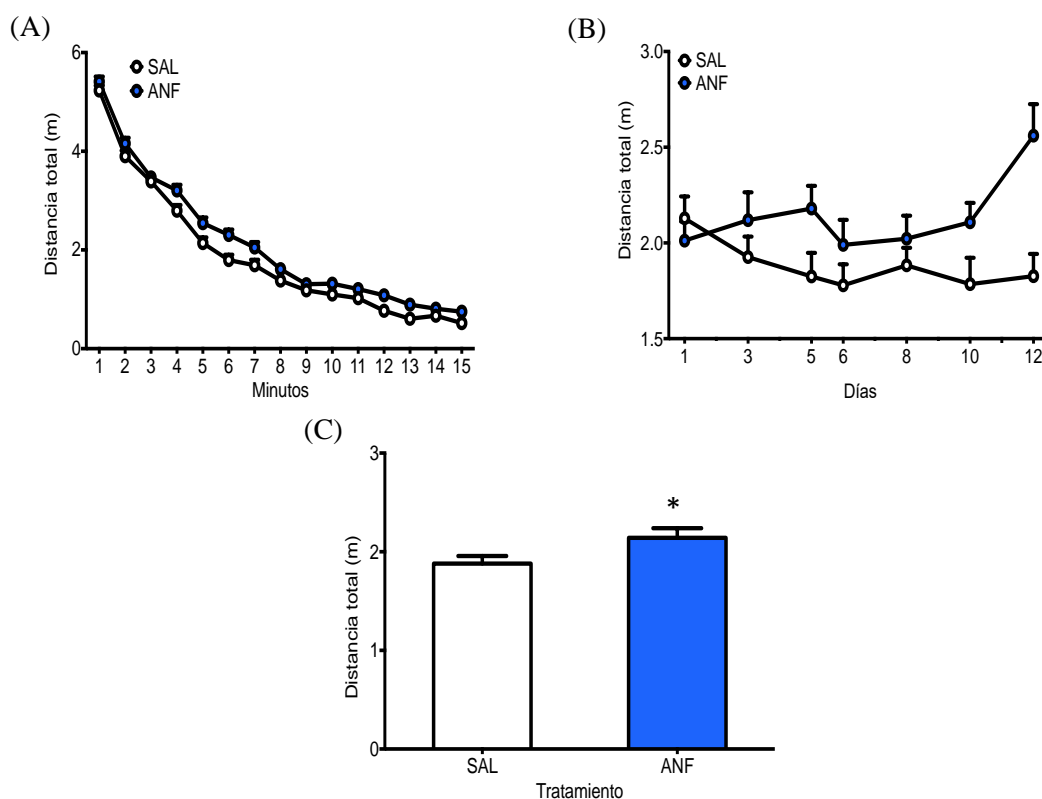 (A)
Distancia total (m)
6
4
2
0
SAL
ANF
1 2 3 4 5 6 7 8 9 10 11 12 13 14 15
Minutos
(B)
Distancia total (m)
3.0
2.5
2.0
1.5
SAL
ANF
1 3 5 6 8 10 12
Días
(C)
Distancia total (m)
3
2
1
0
*
SAL ANF
Tratamiento